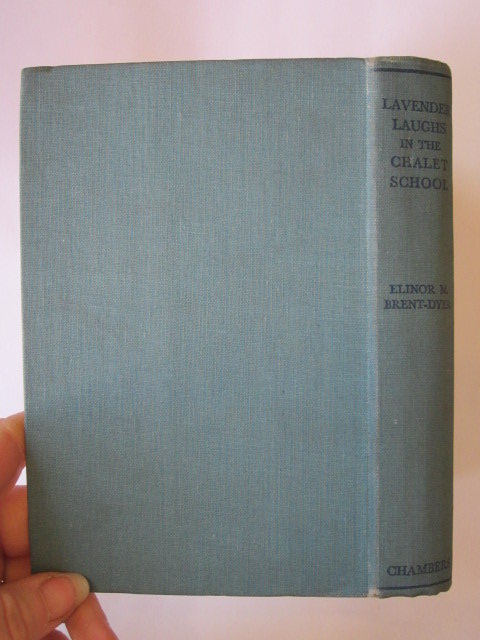 LAVENDER
LAUGHS
IN THE
CHALET
SCHOOL
ELINOR M.
BRENT-DYER
CHAMBERS